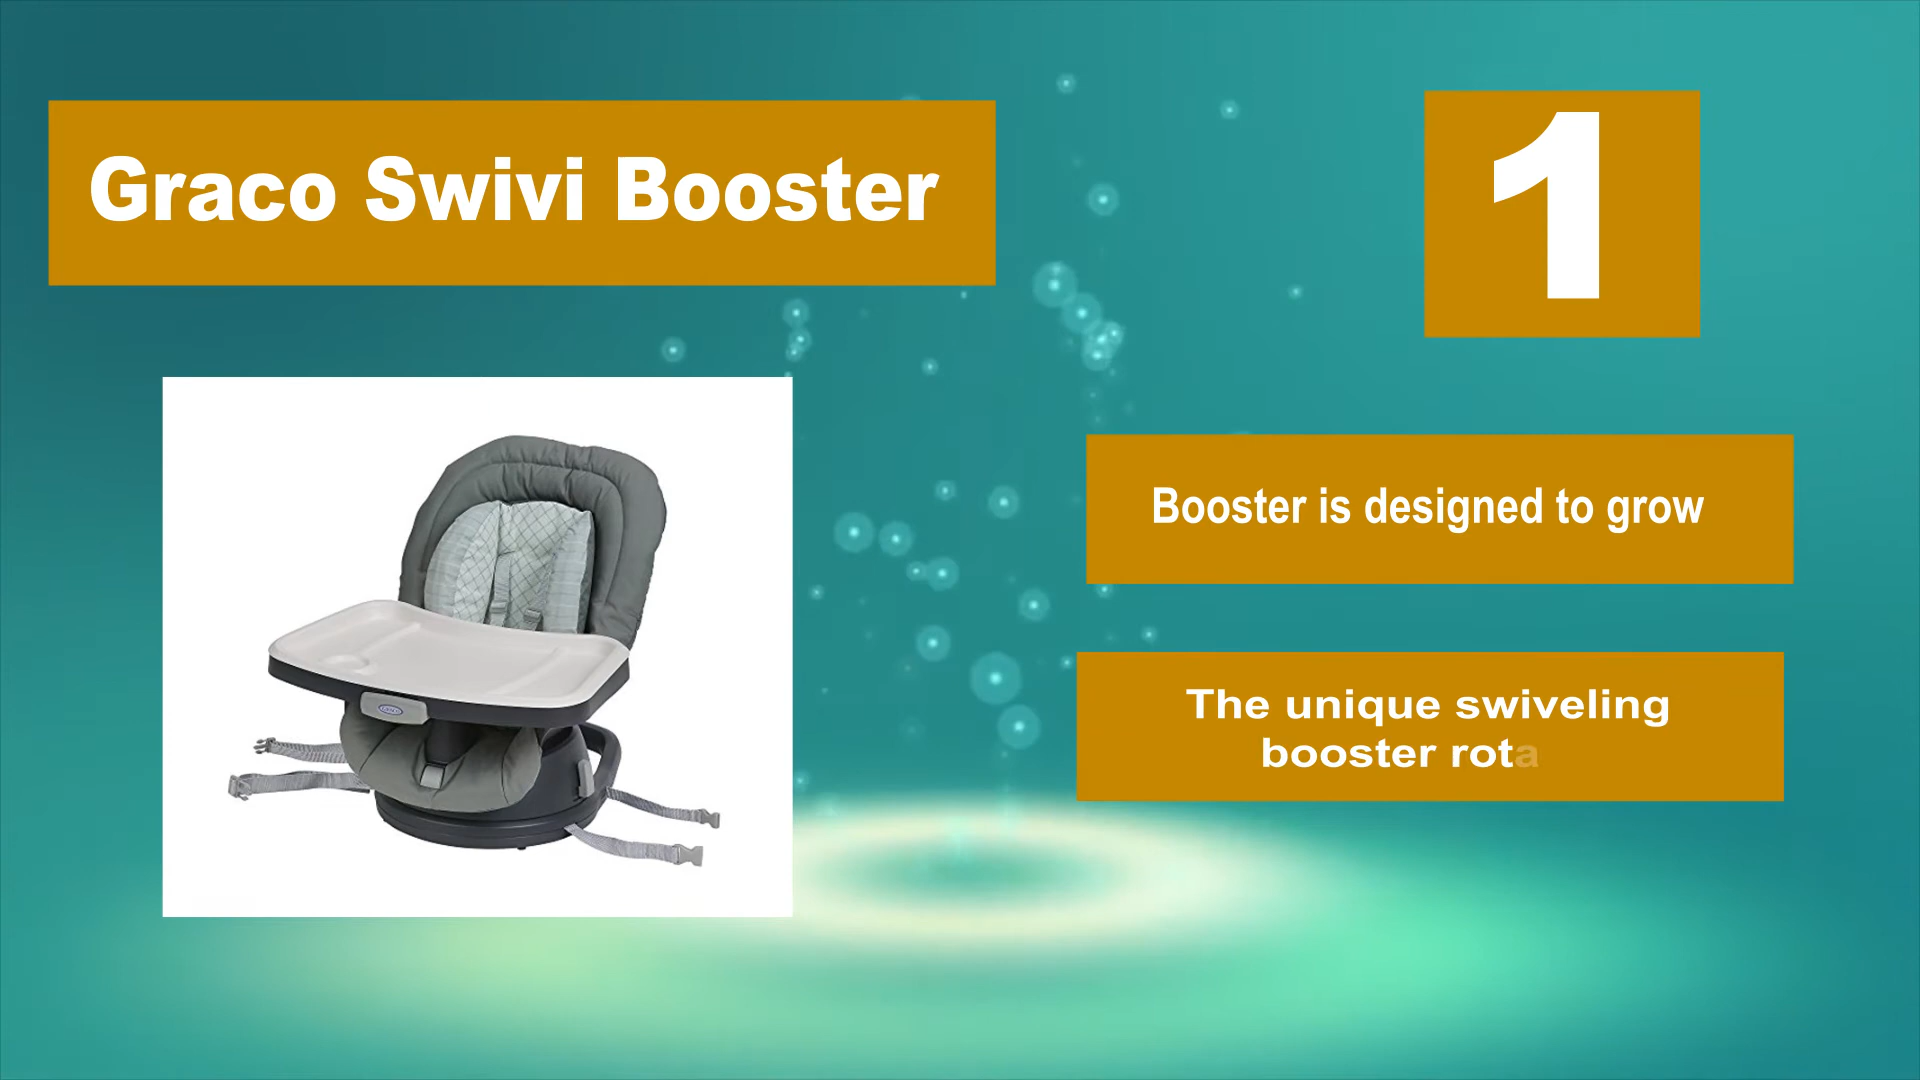 Graco Swivi Booster
1
Booster is designed to grow
The unique swiveling
booster rota